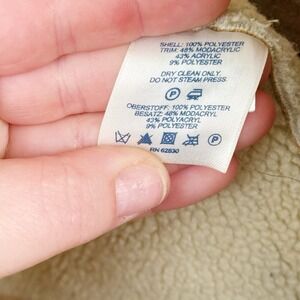 SHELL: 100% POLYESTER
TRIM: 48% MODACRYLIC
43% ACRYLIC
9% POLYESTER
DRY CLEAN ONLY.
DO NOT STEAM PRESS.
P
OBERSTOFF: 100% POLYESTER
BESATZ: 48% MODACRYL
43% POLYACRYL
9% POLYESTER
P
RN 62830